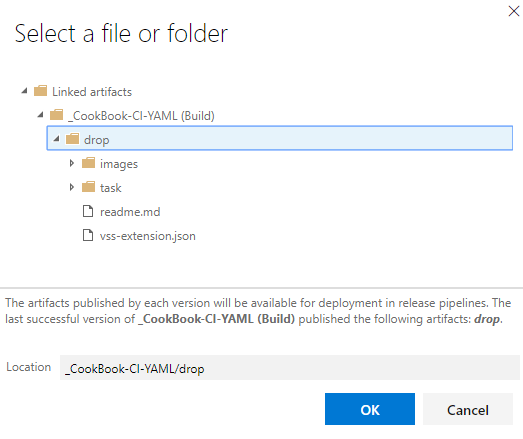 Select a file or folder
Linked artifacts
_CookBook-CI-YAML (Build)
drop
images
task
readme.md
vss-extension.json
The artifacts published by each version will be available for deployment in release pipelines. The
last successful version of _CookBook-CI-YAML (Build) published the following artifacts: drop.
Location _CookBook-CI-YAML/drop
OK Cancel